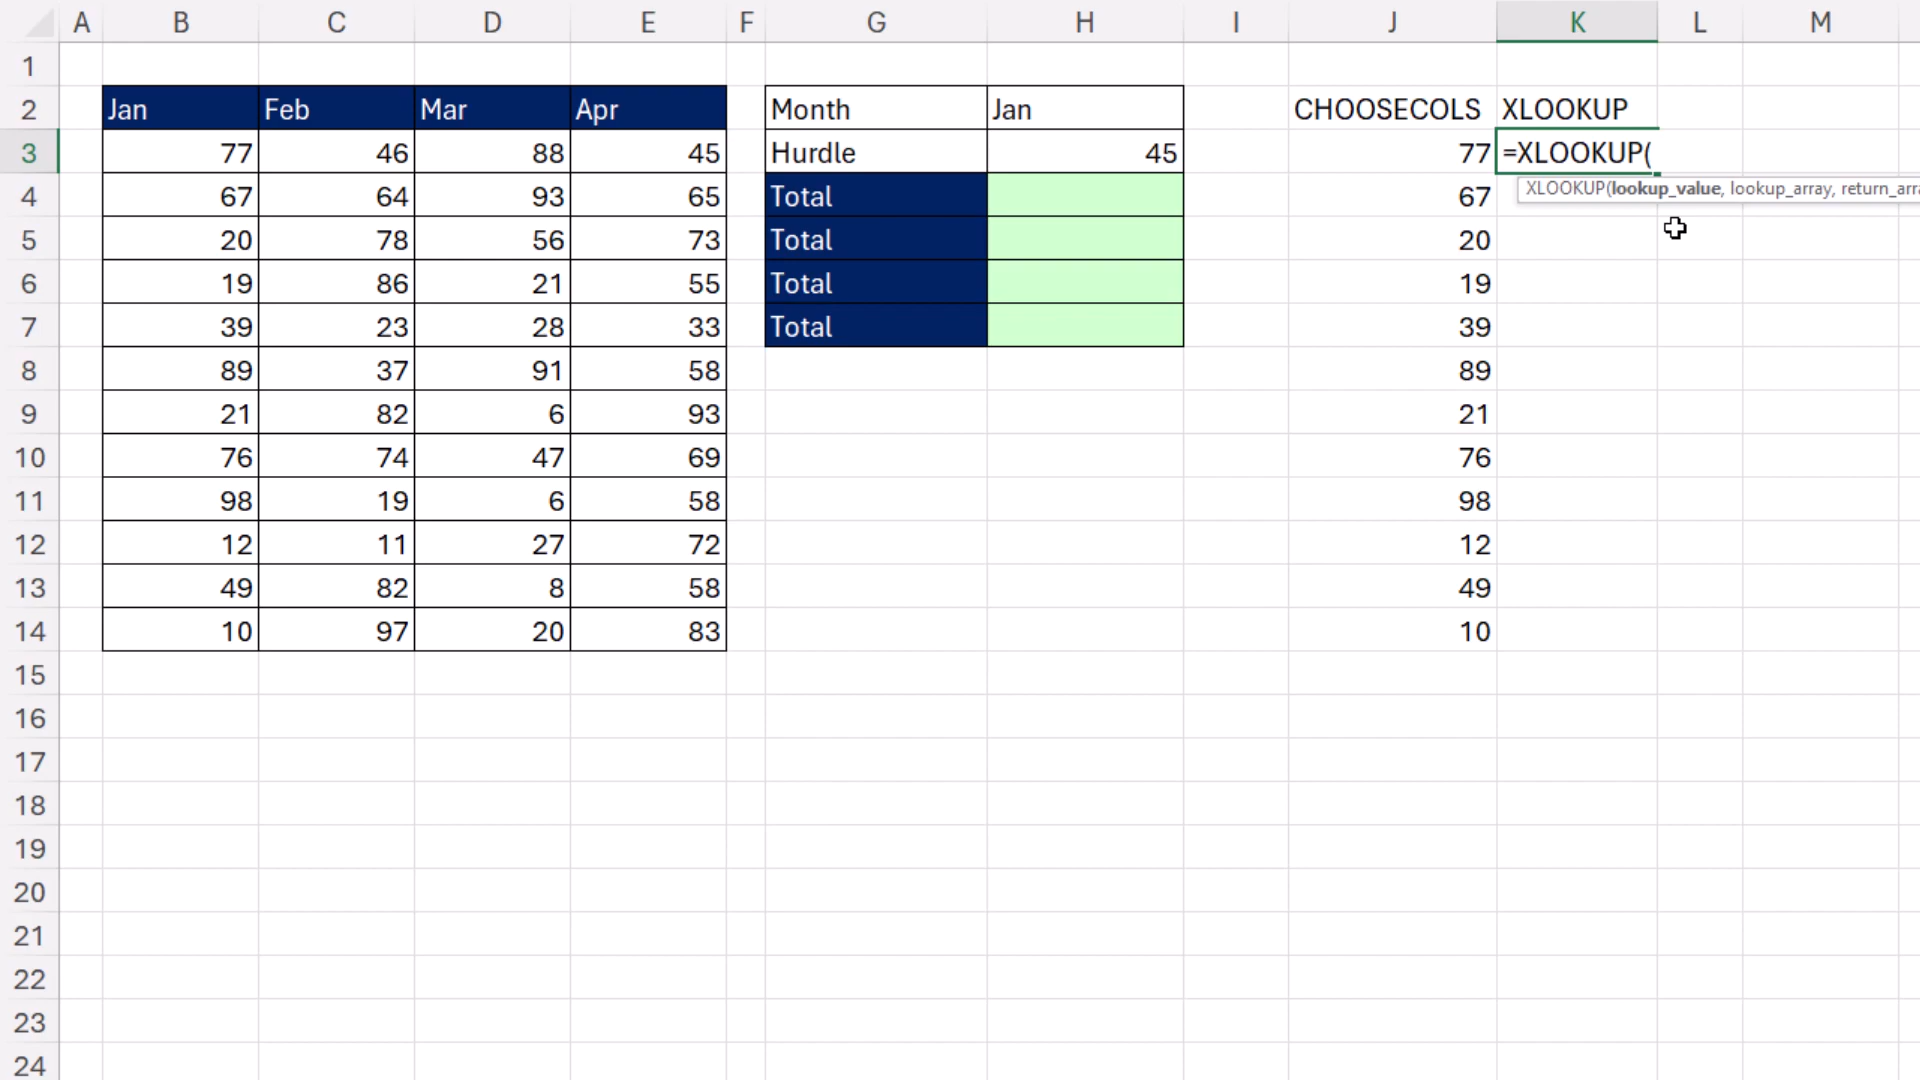 A B C D E F G H I J K L M
1
2 Jan Feb Mar Apr Month Jan CHOOSECOLS XLOOKUP
3 77 46 88 45 Hurdle 45 77 =XLOOKUP(
XLOOKUP(lookup_value, lookup_array, return_arra
4 67 64 93 65 Total 67
5 20 78 56 73 Total 20
6 19 86 21 55 Total 19
7 39 23 28 33 Total 39
8 89 37 91 58 89
9 21 82 6 93 21
10 76 74 47 69 76
11 98 19 6 58 98
12 12 11 27 72 12
13 49 82 8 58 49
14 10 97 20 83 10
15
16
17
18
19
20
21
22
23
24